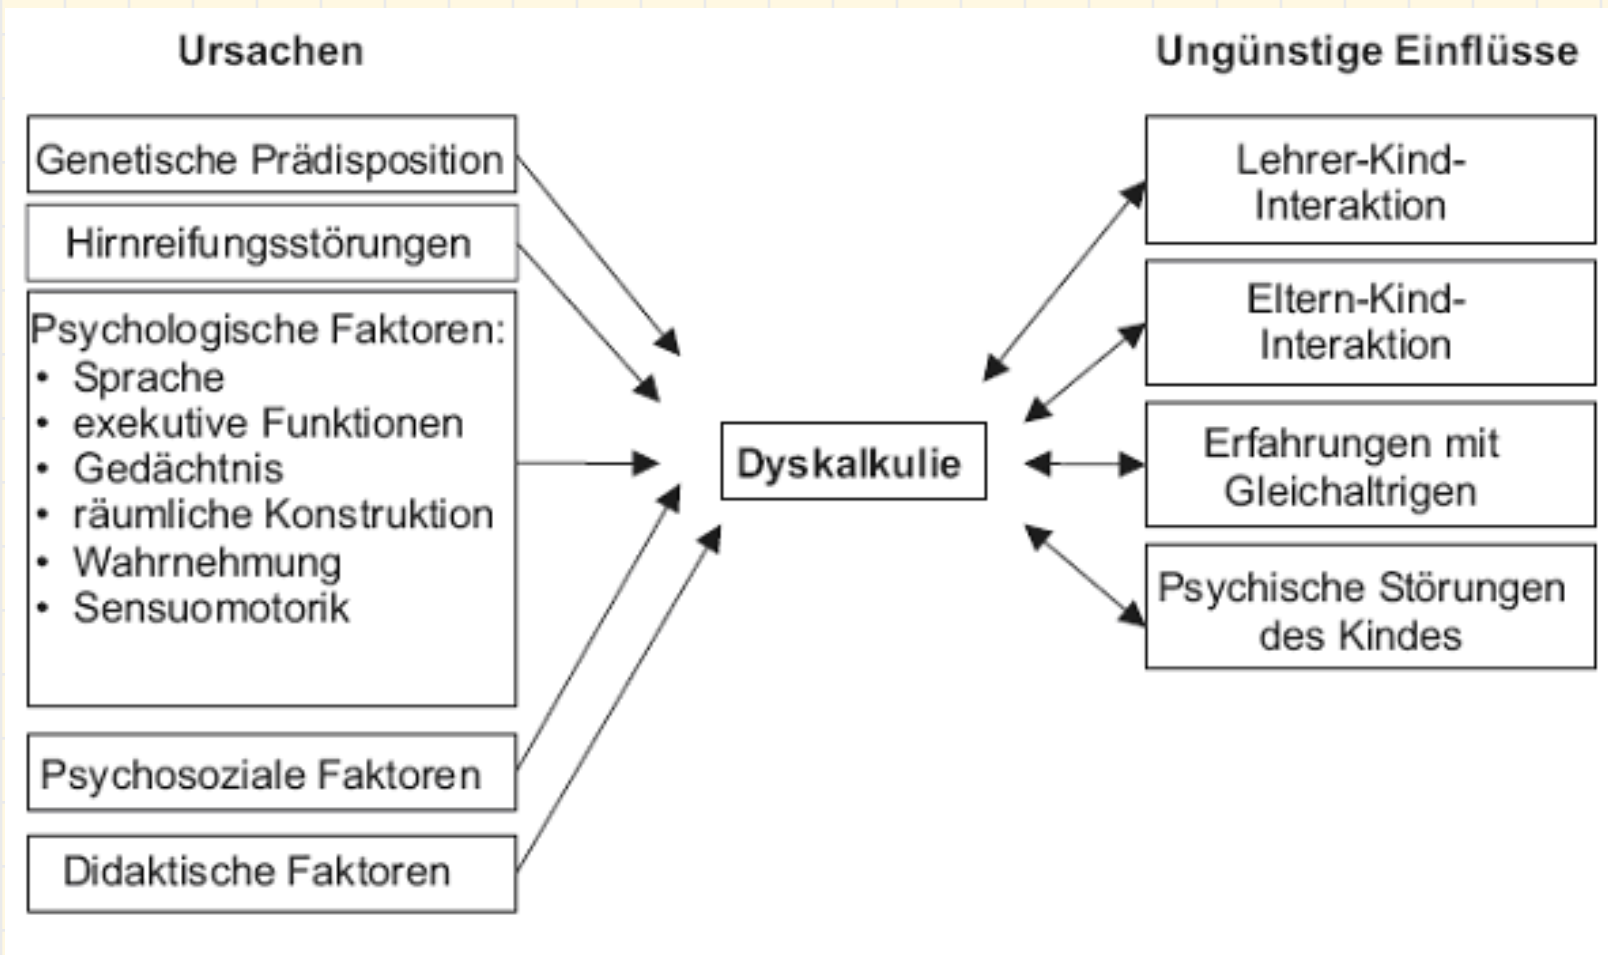 Ursachen
Genetische Prädisposition
Hirnreifungsstörungen
Psychologische Faktoren:
• Sprache
• exekutive Funktionen
• Gedächtnis
• räumliche Konstruktion
• Wahrnehmung
• Sensuomotorik
Psychosoziale Faktoren
Didaktische Faktoren
Dyskalkulie
Ungünstige Einflüsse
Lehrer-Kind-
Interaktion
Eltern-Kind-
Interaktion
Erfahrungen mit
Gleichaltrigen
Psychische Störungen
des Kindes